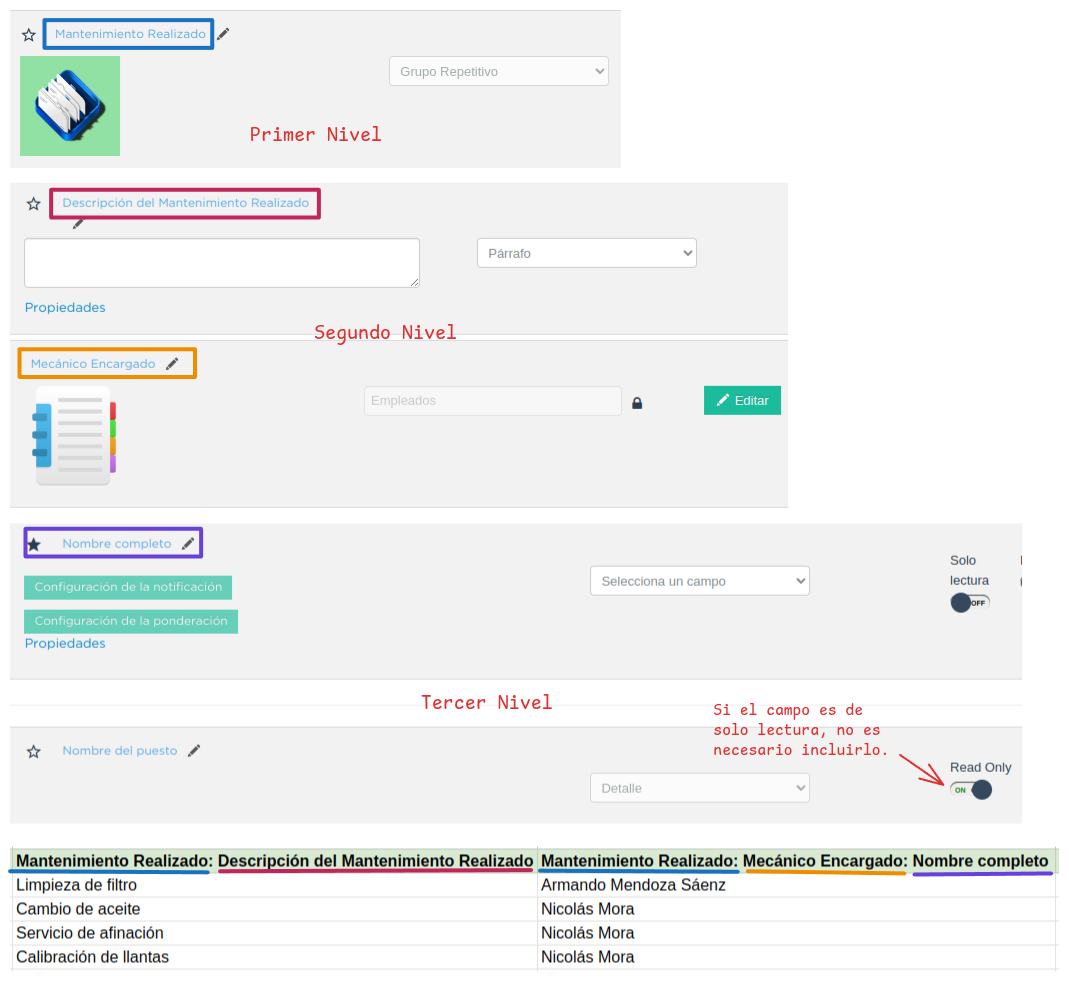 Mantenimiento Realizado
Grupo Repetitivo
Primer Nivel
Descripción del Mantenimiento Realizado
Párrafo
Propiedades
Segundo Nivel
Mecánico Encargado
Empleados
Editar
Nombre completo
Solo
lectura
OFF
Configuración de la notificación
Selecciona un campo
Configuración de la ponderación
Propiedades
Tercer Nivel
Si el campo es de
solo lectura, no es
necesario incluirlo.
Nombre del puesto
Read Only
ON
Detalle
Mantenimiento Realizado: Descripción del Mantenimiento Realizado Mantenimiento Realizado: Mecánico Encargado: Nombre completo
Limpieza de filtro Armando Mendoza Sáenz
Cambio de aceite Nicolás Mora
Servicio de afinación Nicolás Mora
Calibración de llantas Nicolás Mora